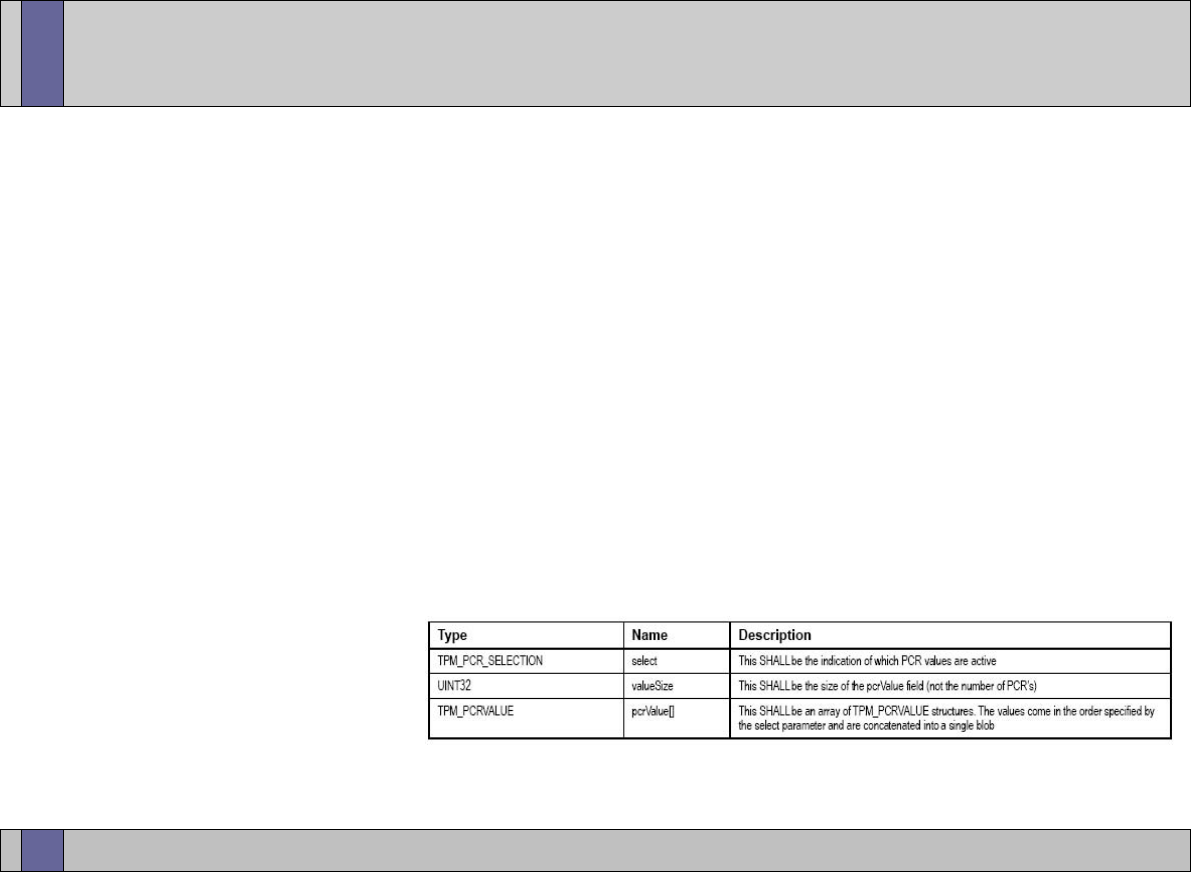 Type Name Description
TPM_PCR_SELECTION select This SHALL be the indication of which PCR values are active
UINT32 valueSize This SHALL be the size of the pcrValue field (not the number of PCR's)
TPM_PCRVALUE pcrValue[] This SHALL be an array of TPM_PCRVALUE structures. The values come in the order specified by
the select parameter and are concatenated into a single blob